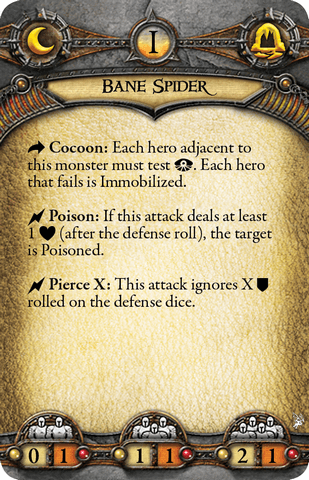 I
BANE SPIDER
Cocoon: Each hero adjacent to
this monster must test . Each hero
that fails is Immobilized.
Poison: If this attack deals at least
1 (after the defense roll), the target
is Poisoned.
Pierce X: This attack ignores X
rolled on the defense dice.
0 1 1 1 2 1